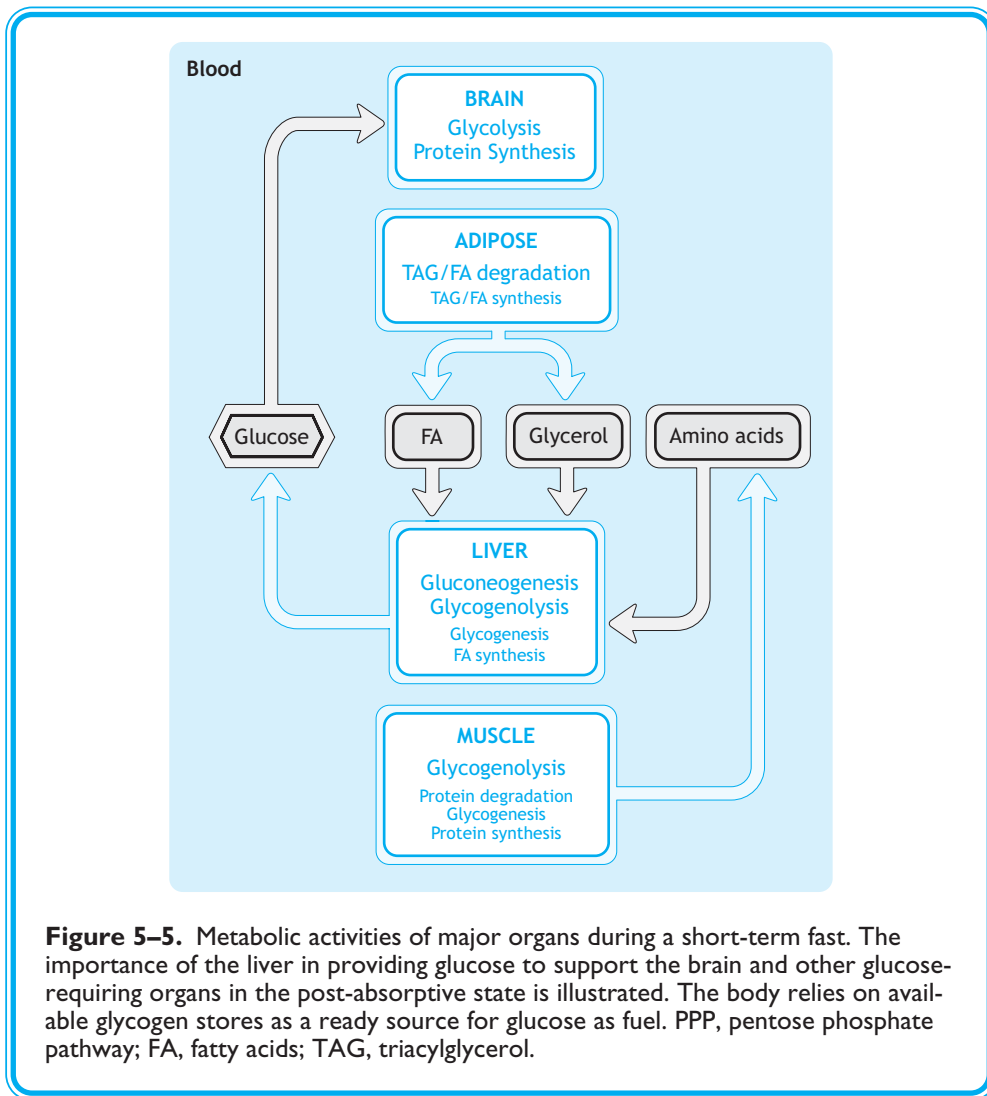 Blood
BRAIN
Glycolysis
Protein Synthesis
ADIPOSE
TAG/FA degradation
TAG/FA synthesis
Glucose
FA
Glycerol
Amino acids
LIVER
Gluconeogenesis
Glycogenolysis
Glycogenesis
FA synthesis
MUSCLE
Glycogenolysis
Protein degradation
Glycogenesis
Protein synthesis
Figure 5–5. Metabolic activities of major organs during a short-term fast. The
importance of the liver in providing glucose to support the brain and other glucose-
requiring organs in the post-absorptive state is illustrated. The body relies on avail-
able glycogen stores as a ready source for glucose as fuel. PPP, pentose phosphate
pathway; FA, fatty acids; TAG, triacylglycerol.